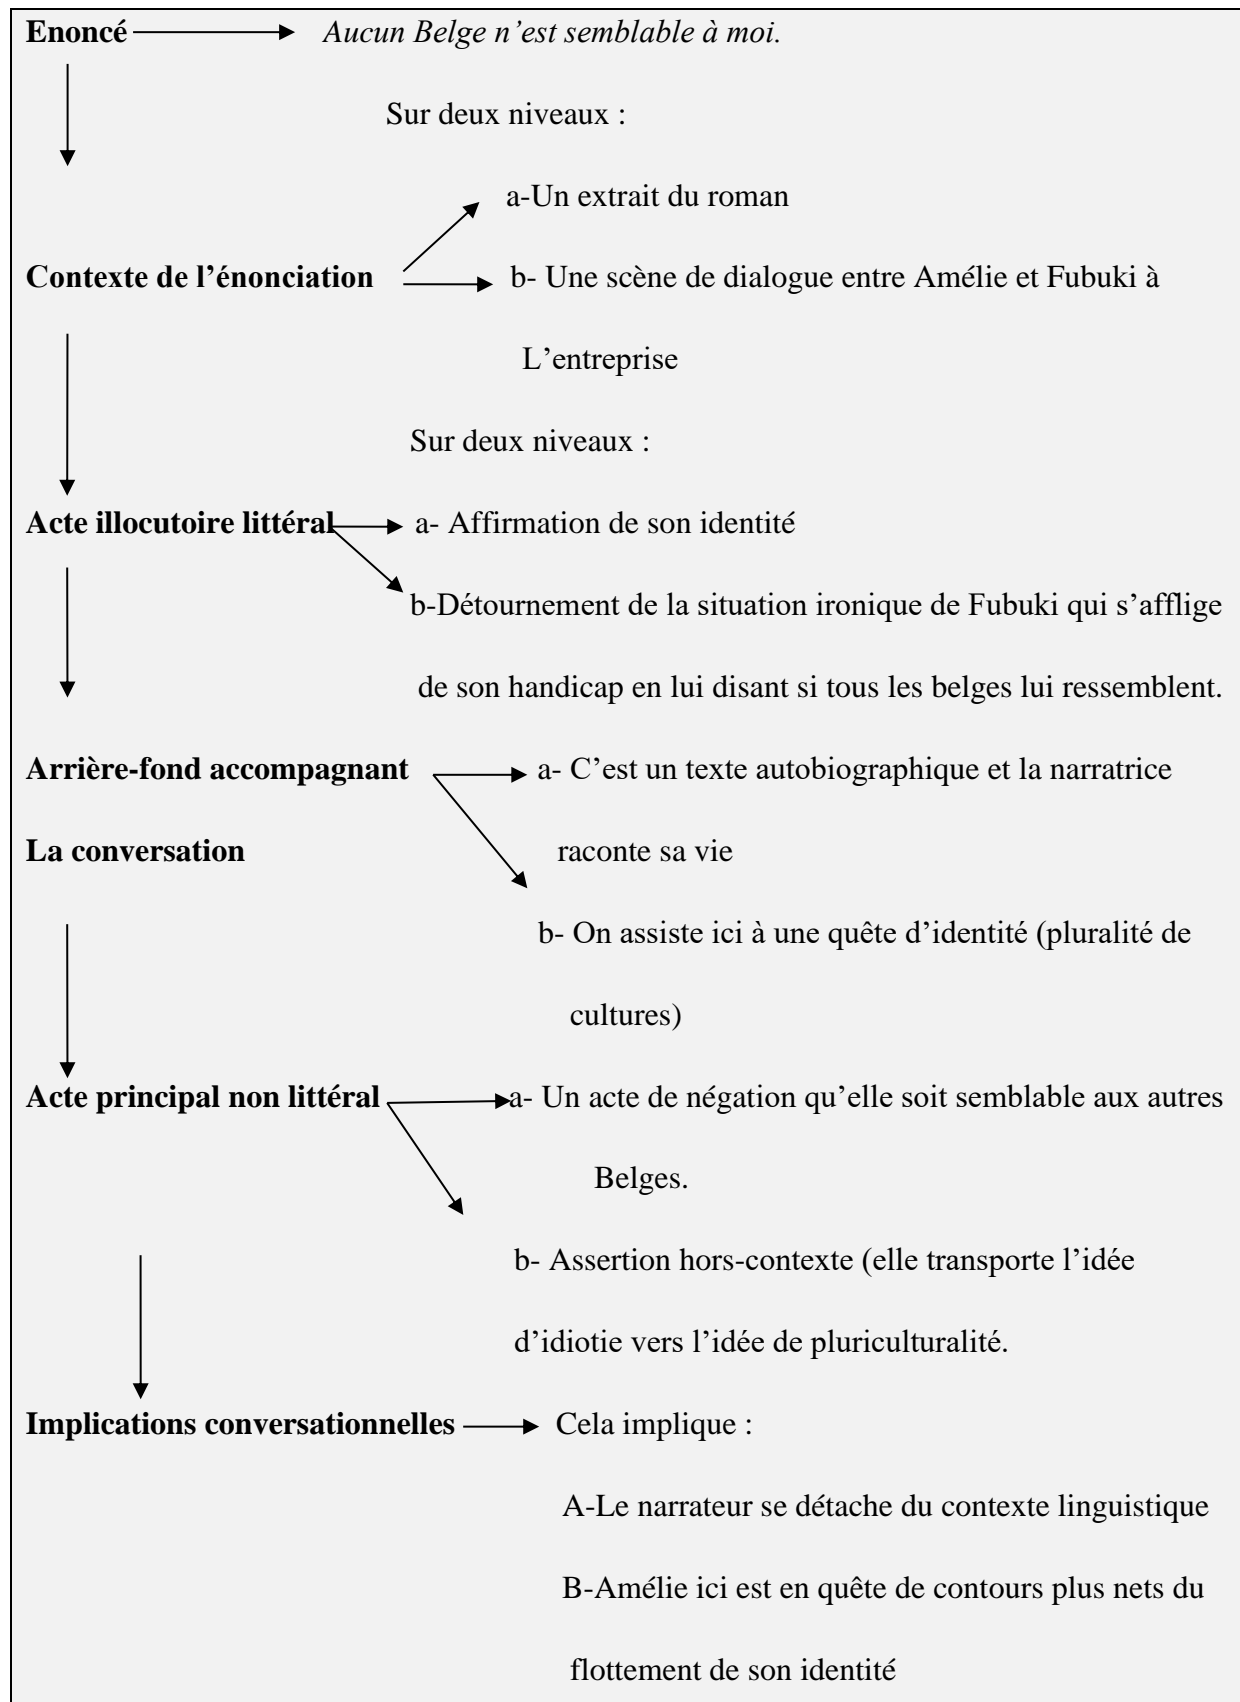 Enoncé Aucun Belge n’est semblable à moi.
Sur deux niveaux :
a-Un extrait du roman
Contexte de l’énonciation b- Une scène de dialogue entre Amélie et Fubuki à
L’entreprise
Sur deux niveaux :
Acte illocutoire littéral a- Affirmation de son identité
b-Détournement de la situation ironique de Fubuki qui s’afflige
de son handicap en lui disant si tous les belges lui ressemblent.
Arrière-fond accompagnant a- C’est un texte autobiographique et la narratrice
La conversation raconte sa vie
b- On assiste ici à une quête d’identité (pluralité de
cultures)
Acte principal non littéral a- Un acte de négation qu’elle soit semblable aux autres
Belges.
b- Assertion hors-contexte (elle transporte l’idée
d’idiotie vers l’idée de pluriculturalité.
Implications conversationnelles Cela implique :
A-Le narrateur se détache du contexte linguistique
B-Amélie ici est en quête de contours plus nets du
flottement de son identité